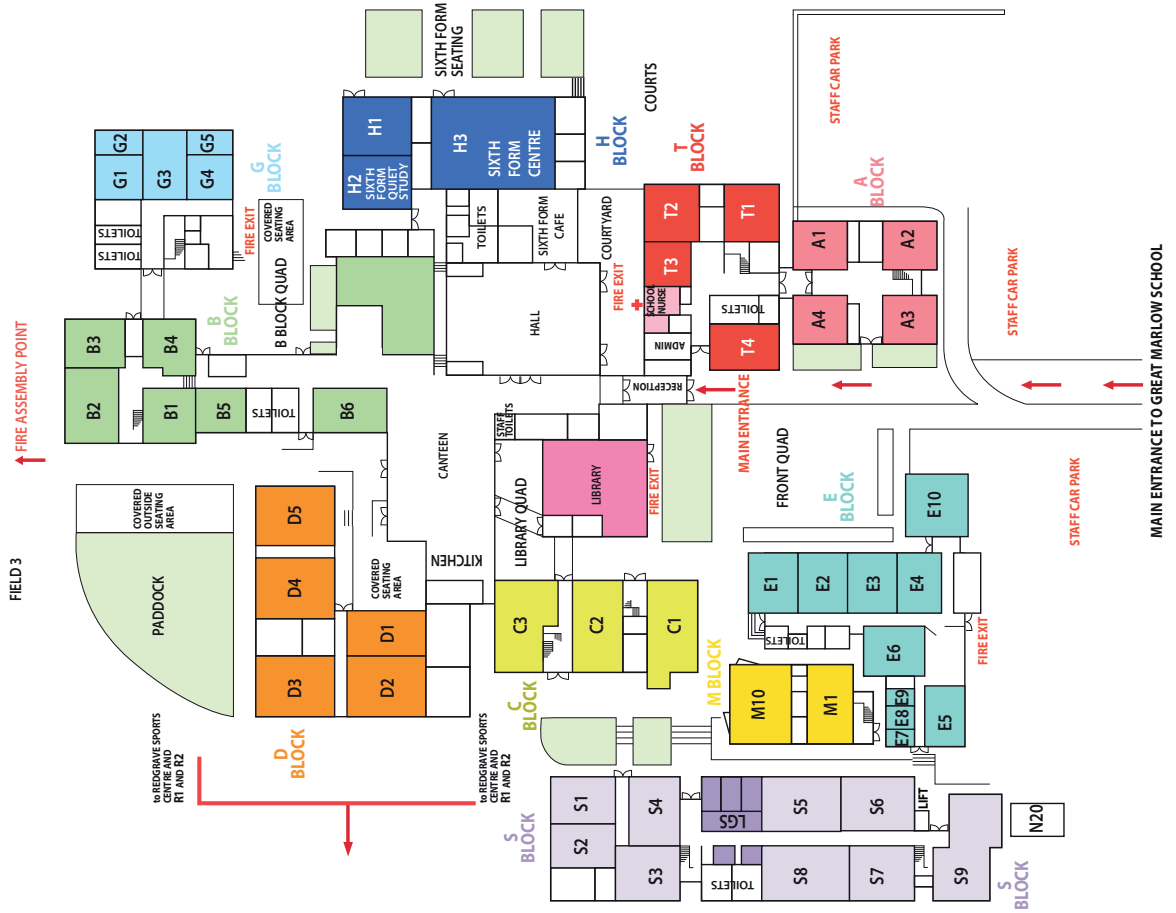 FIELD 3
FIRE ASSEMBLY POINT
PADDOCK
COVERED
OUTSIDE
SEATING
AREA
to REDGRAVE SPORTS
CENTRE AND
R1 AND R2
to REDGRAVE SPORTS
CENTRE AND
R1 AND R2
D
BLOCK
D3
D4
D5
D2
D1
COVERED
SEATING
AREA
KITCHEN
CANTEEN
B2
B3
B1
B4
B5
TOILETS
B6
B
BLOCK
B BLOCK QUAD
COVERED
SEATING
AREA
FIRE EXIT
TOILETS
TOILETS
G1
G2
G3
G4
G5
G
BLOCK
H1
H2
SIXTH
FORM
QUIET
STUDY
H3
SIXTH
FORM
CENTRE
H
BLOCK
SIXTH FORM
SEATING
COURTS
TOILETS
SIXTH FORM
CAFE
COURTYARD
HALL
STAFF
TOILETS
LIBRARY QUAD
LIBRARY
FIRE EXIT
RECEPTION
MAIN ENTRANCE
ADMIN
SCHOOL
NURSE
FIRE EXIT
T3
T2
T1
T4
TOILETS
T
BLOCK
A1
A2
A4
A3
A
BLOCK
STAFF CAR PARK
STAFF CAR PARK
STAFF CAR PARK
MAIN ENTRANCE TO GREAT MARLOW SCHOOL
FRONT QUAD
E
BLOCK
E10
E1
E2
E3
E4
TOILETS
E6
E7
E8
E9
E5
FIRE EXIT
C3
C2
C1
C
BLOCK
M BLOCK
M10
M1
S
BLOCK
S1
S2
S4
S3
LGS
TOILETS
S5
S6
S8
S7
LIFT
S9
N20
S
BLOCK